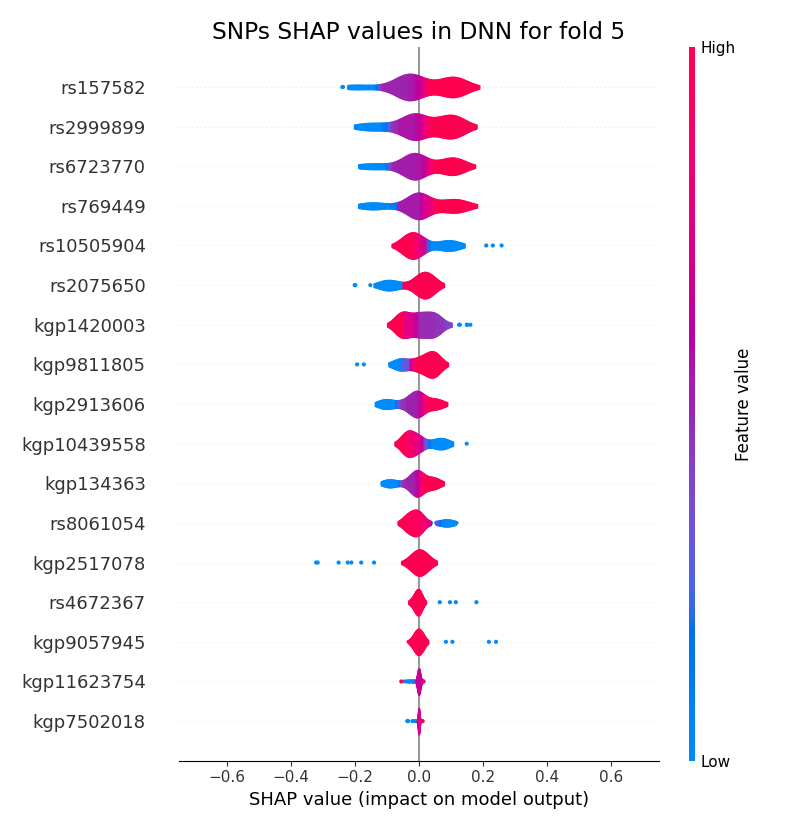 SNPs SHAP values in DNN for fold 5
High
rs157582
rs2999899
rs6723770
rs769449
rs10505904
rs2075650
kgp1420003
kgp9811805
kgp2913606
kgp10439558
kgp134363
rs8061054
kgp2517078
rs4672367
kgp9057945
kgp11623754
kgp7502018
Feature value
Low
−0.6 −0.4 −0.2 0.0 0.2 0.4 0.6
SHAP value (impact on model output)